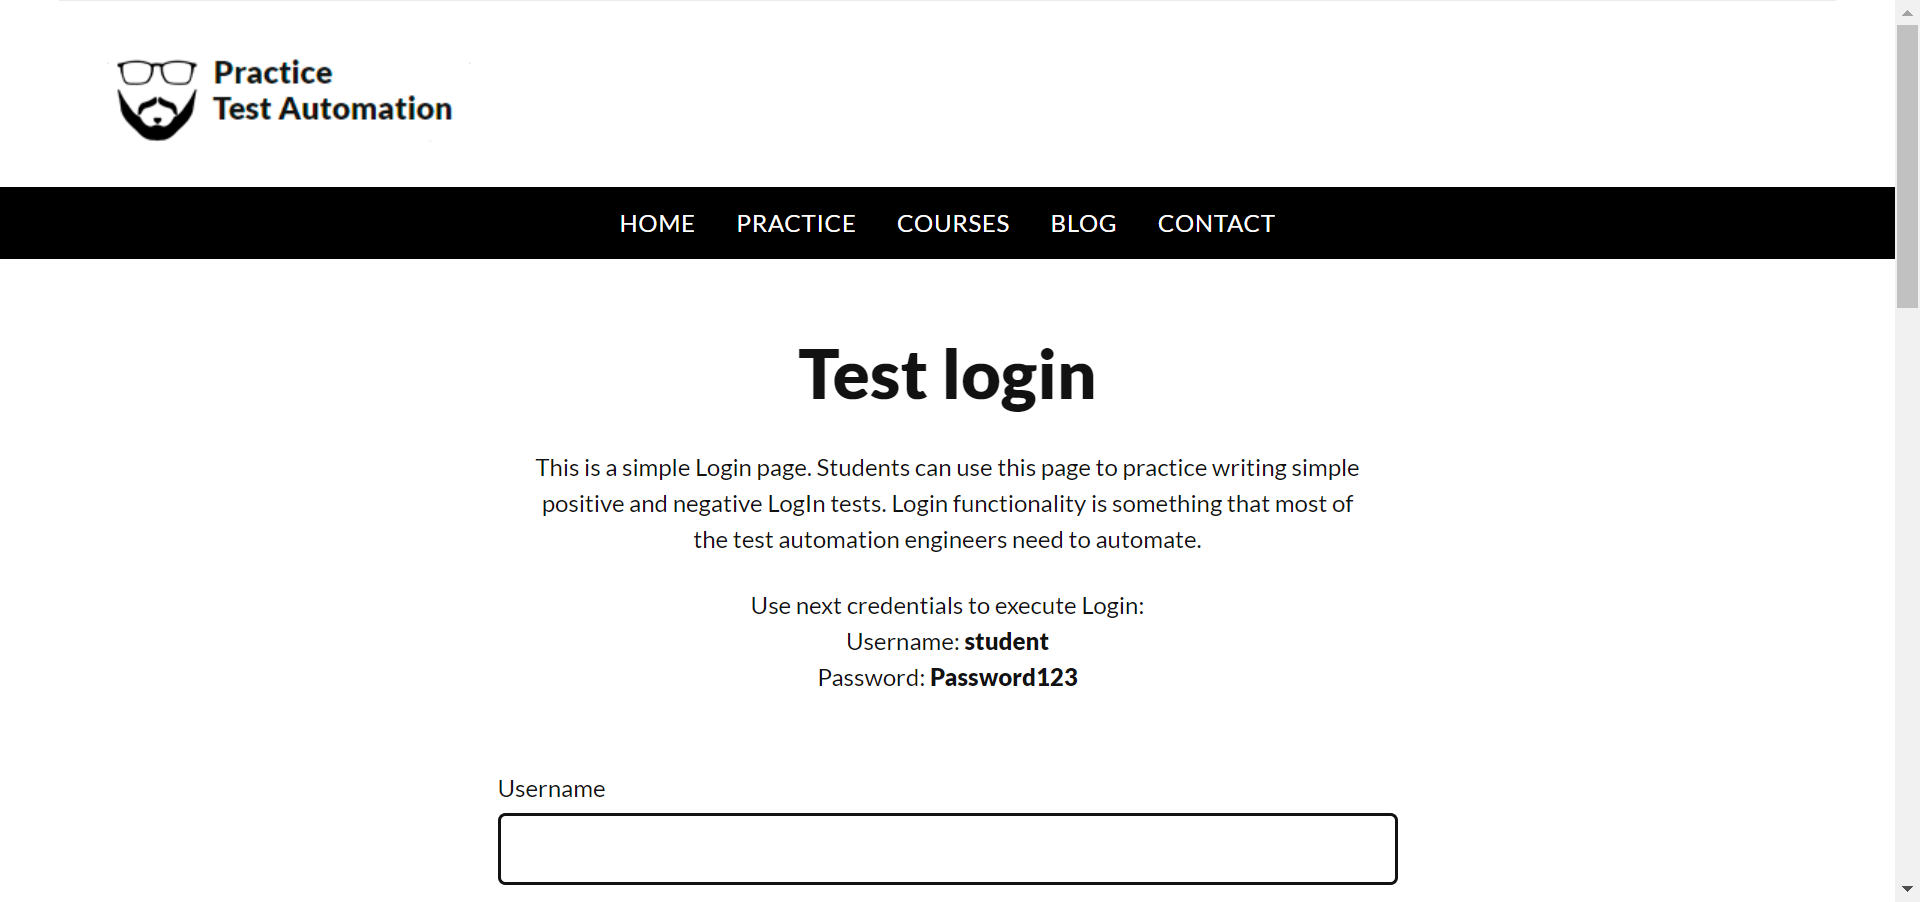 Practice
Test Automation
HOME PRACTICE COURSES BLOG CONTACT
Test login
This is a simple Login page. Students can use this page to practice writing simple
positive and negative LogIn tests. Login functionality is something that most of
the test automation engineers need to automate.
Use next credentials to execute Login:
Username: student
Password: Password123
Username